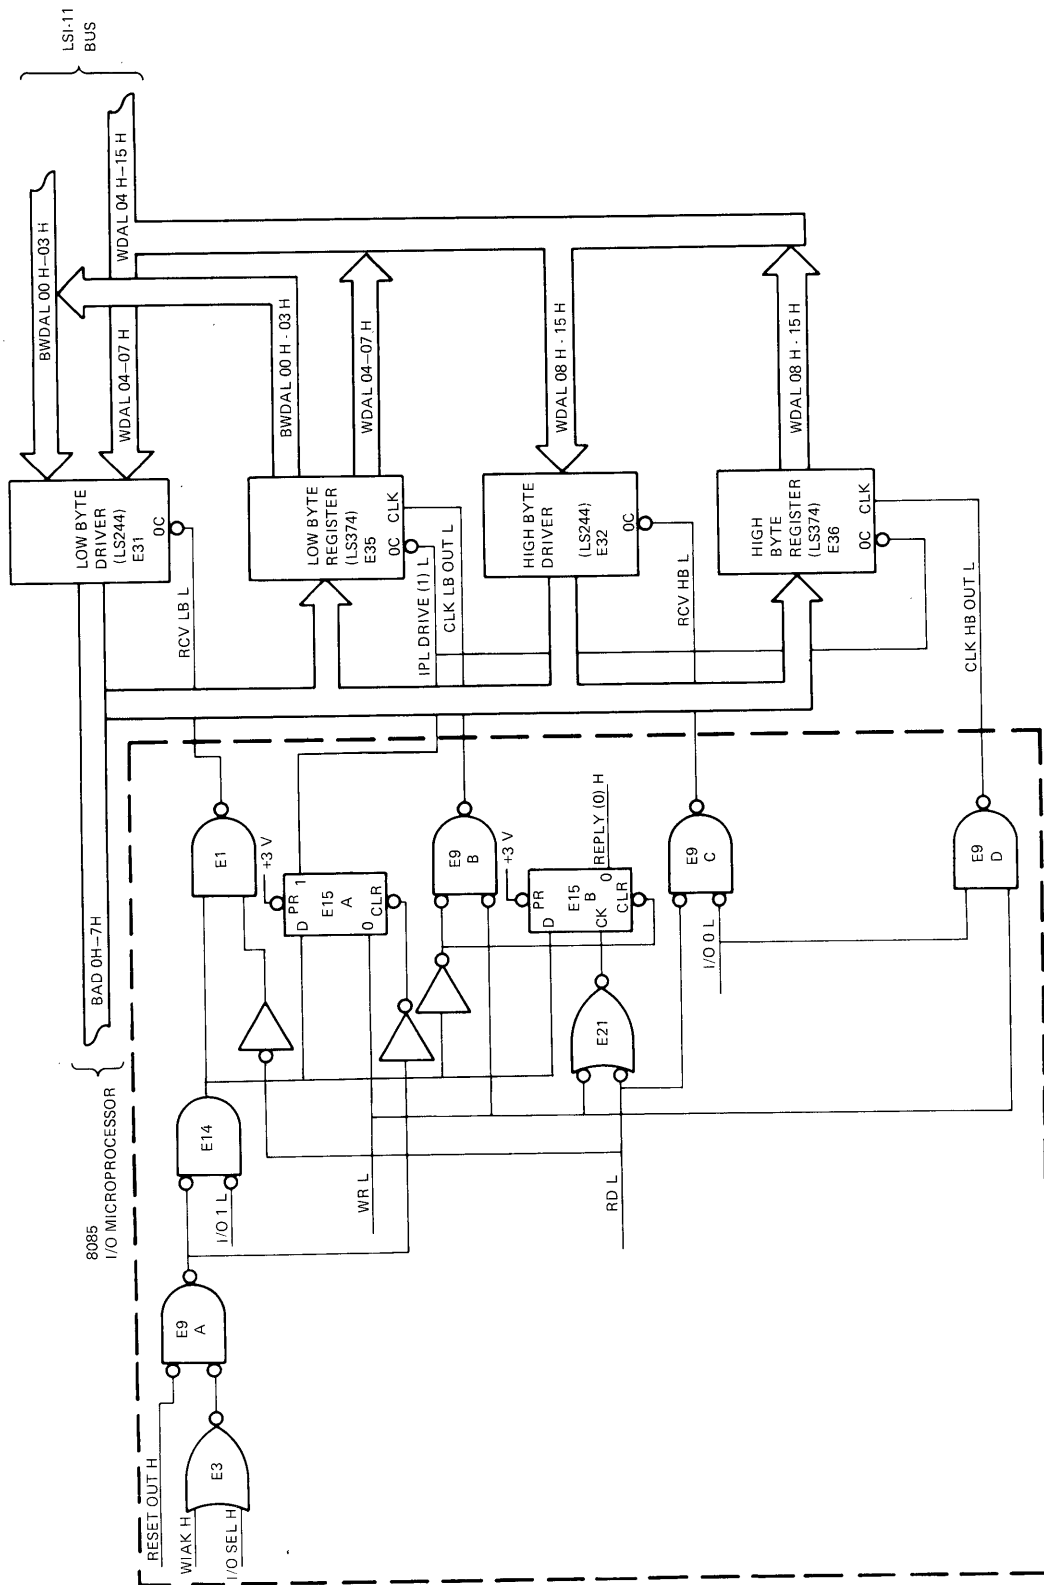 LSI-11
BUS
BWDAL 00 H–03 H
WDAL 04 H–15 H
WDAL 04–07 H
BWDAL 00 H - 03 H
WDAL 04–07 H
WDAL 08 H - 15 H
WDAL 08 H - 15 H
LOW BYTE
DRIVER
(LS244)
E31
OC
LOW BYTE
REGISTER
(LS374)
E35
OC CLK
HIGH BYTE
DRIVER
(LS244)
E32
OC
HIGH
BYTE
REGISTER
(LS374)
E36
OC CLK
RCV LB L
IPL DRIVE (1) L
CLK LB OUT L
RCV HB L
CLK HB OUT L
BAD 0H–7H
8085
I/O MICROPROCESSOR
E1
+3 V
D PR 1
E15
A
0 CLR
E9
B
+3 V
D PR
E15
B
CK 0
CLR
REPLY (0) H
E9
C
E9
D
I/O 0 L
E21
E14
I/O 1 L
WR L
RD L
E9
A
E3
RESET OUT H
WIAK H
I/O SEL H